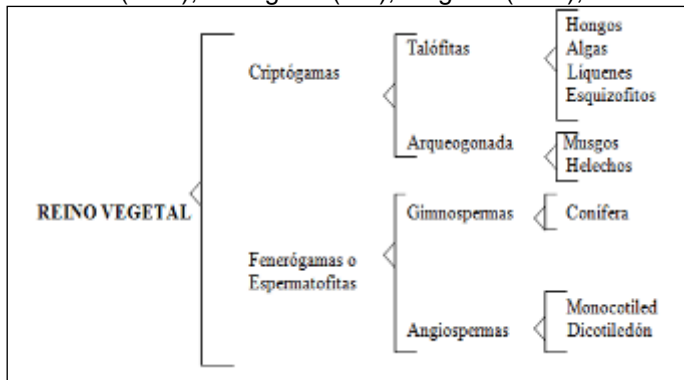 Hongos
Talófitas
Algas
Criptógamas
Líquenes
Esquizofitos
Arqueogonada
Musgos
Helechos
REINO VEGETAL
Gimnospermas
Conífera
Fenerógamas o
Espermatofitas
Monocotiled
Angiospermas
Dicotiledón